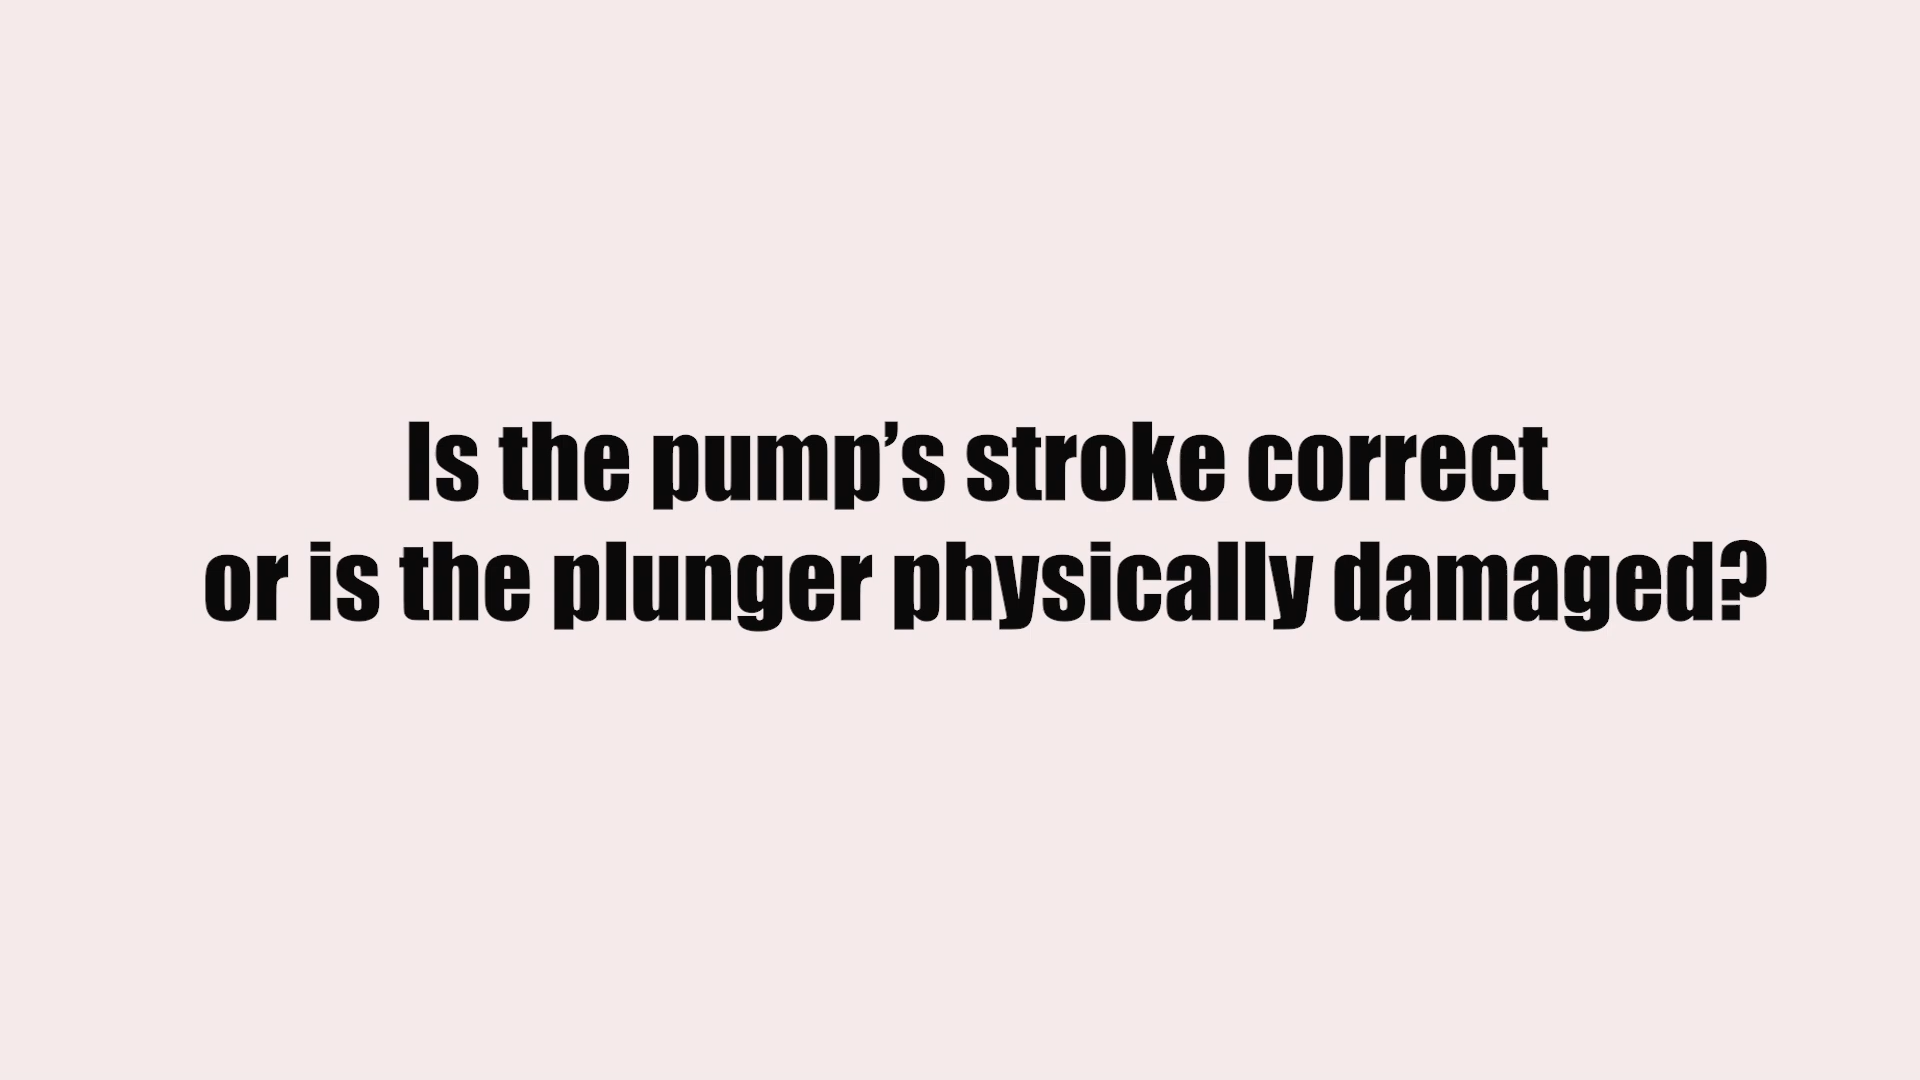 Is the pump’s stroke correct
or is the plunger physically damaged?